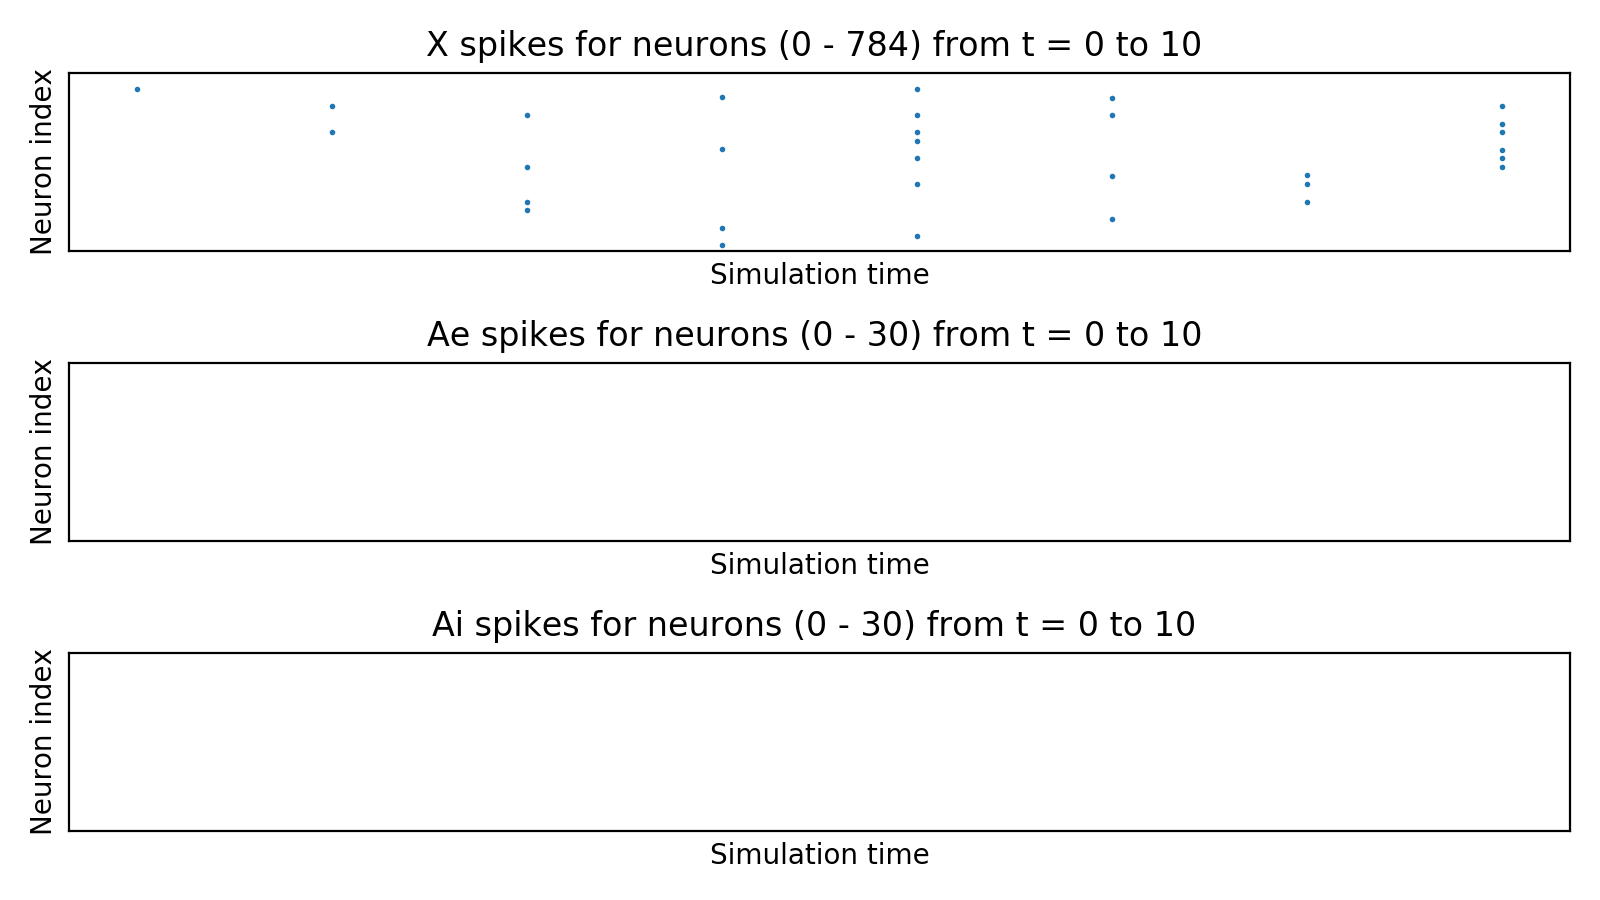 X spikes for neurons (0 - 784) from t = 0 to 10
Neuron index
Simulation time
Ae spikes for neurons (0 - 30) from t = 0 to 10
Neuron index
Simulation time
Ai spikes for neurons (0 - 30) from t = 0 to 10
Neuron index
Simulation time